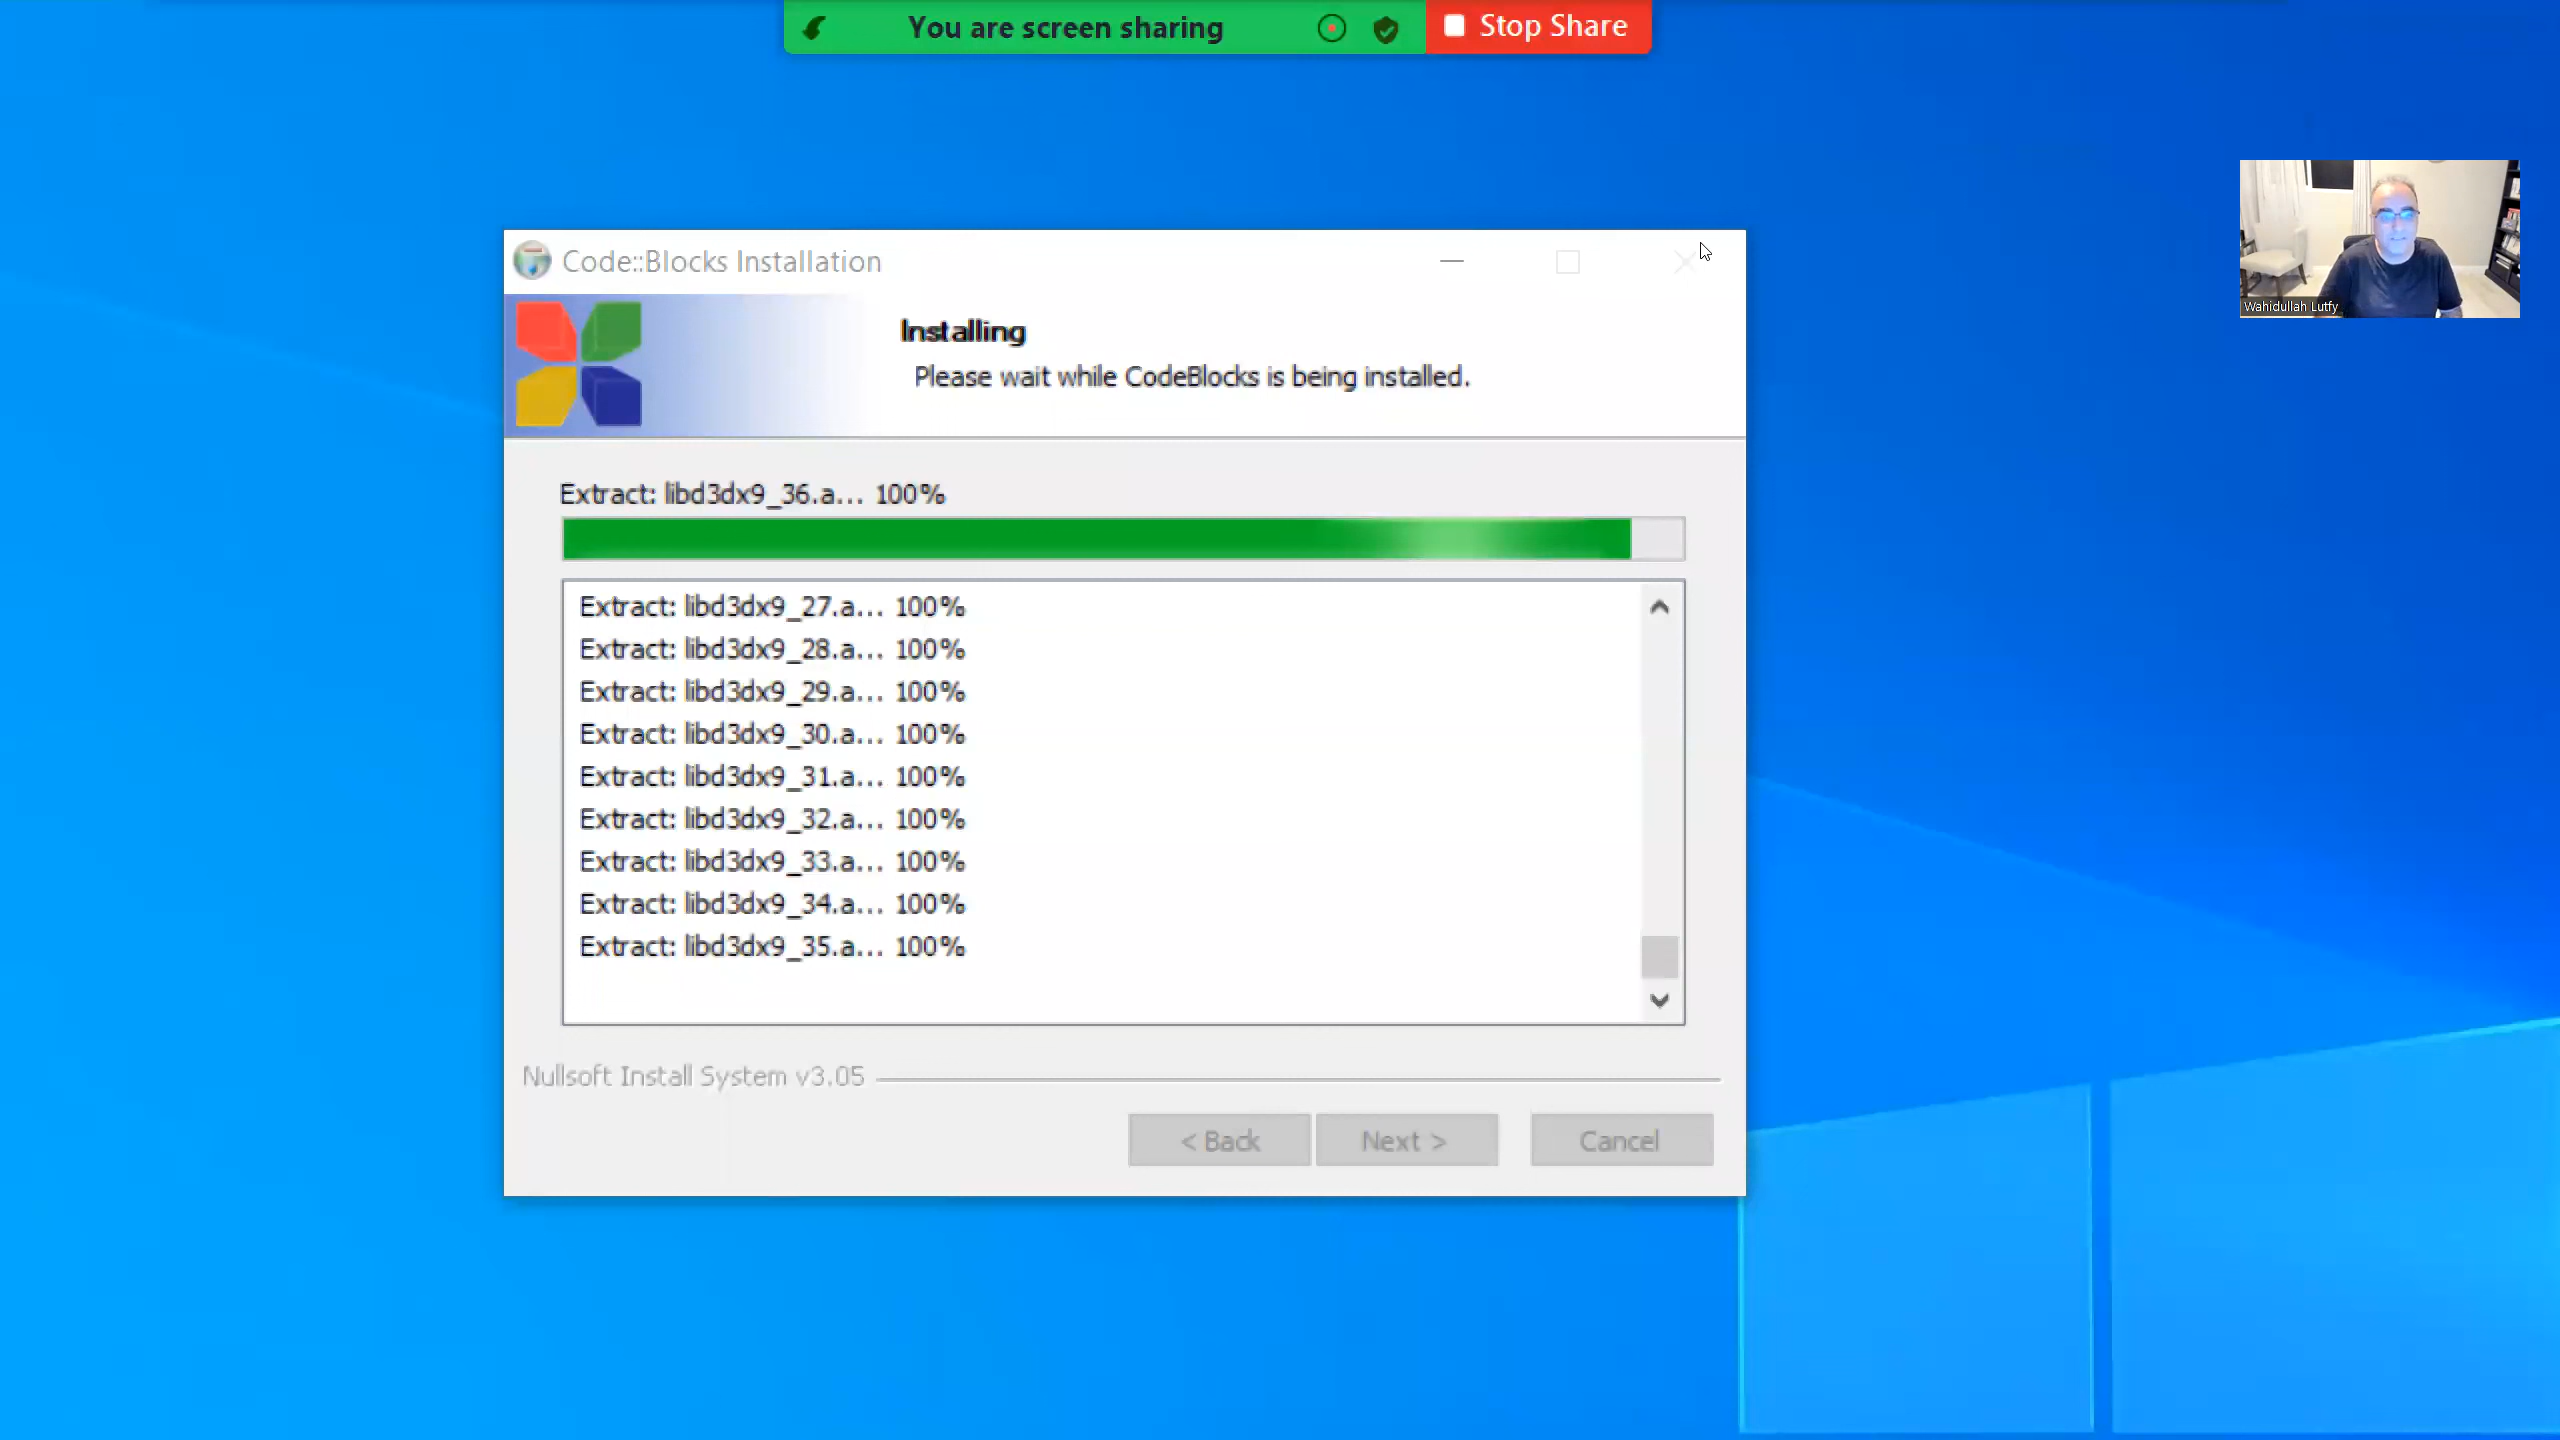 You are screen sharing
Stop Share
Code::Blocks Installation
Wahidullah Lutfy
Installing
Please wait while CodeBlocks is being installed.
Extract: libd3dx9_36.a... 100%
Extract: libd3dx9_27.a... 100%
Extract: libd3dx9_28.a... 100%
Extract: libd3dx9_29.a... 100%
Extract: libd3dx9_30.a... 100%
Extract: libd3dx9_31.a... 100%
Extract: libd3dx9_32.a... 100%
Extract: libd3dx9_33.a... 100%
Extract: libd3dx9_34.a... 100%
Extract: libd3dx9_35.a... 100%
Nullsoft Install System v3.05
< Back
Next >
Cancel